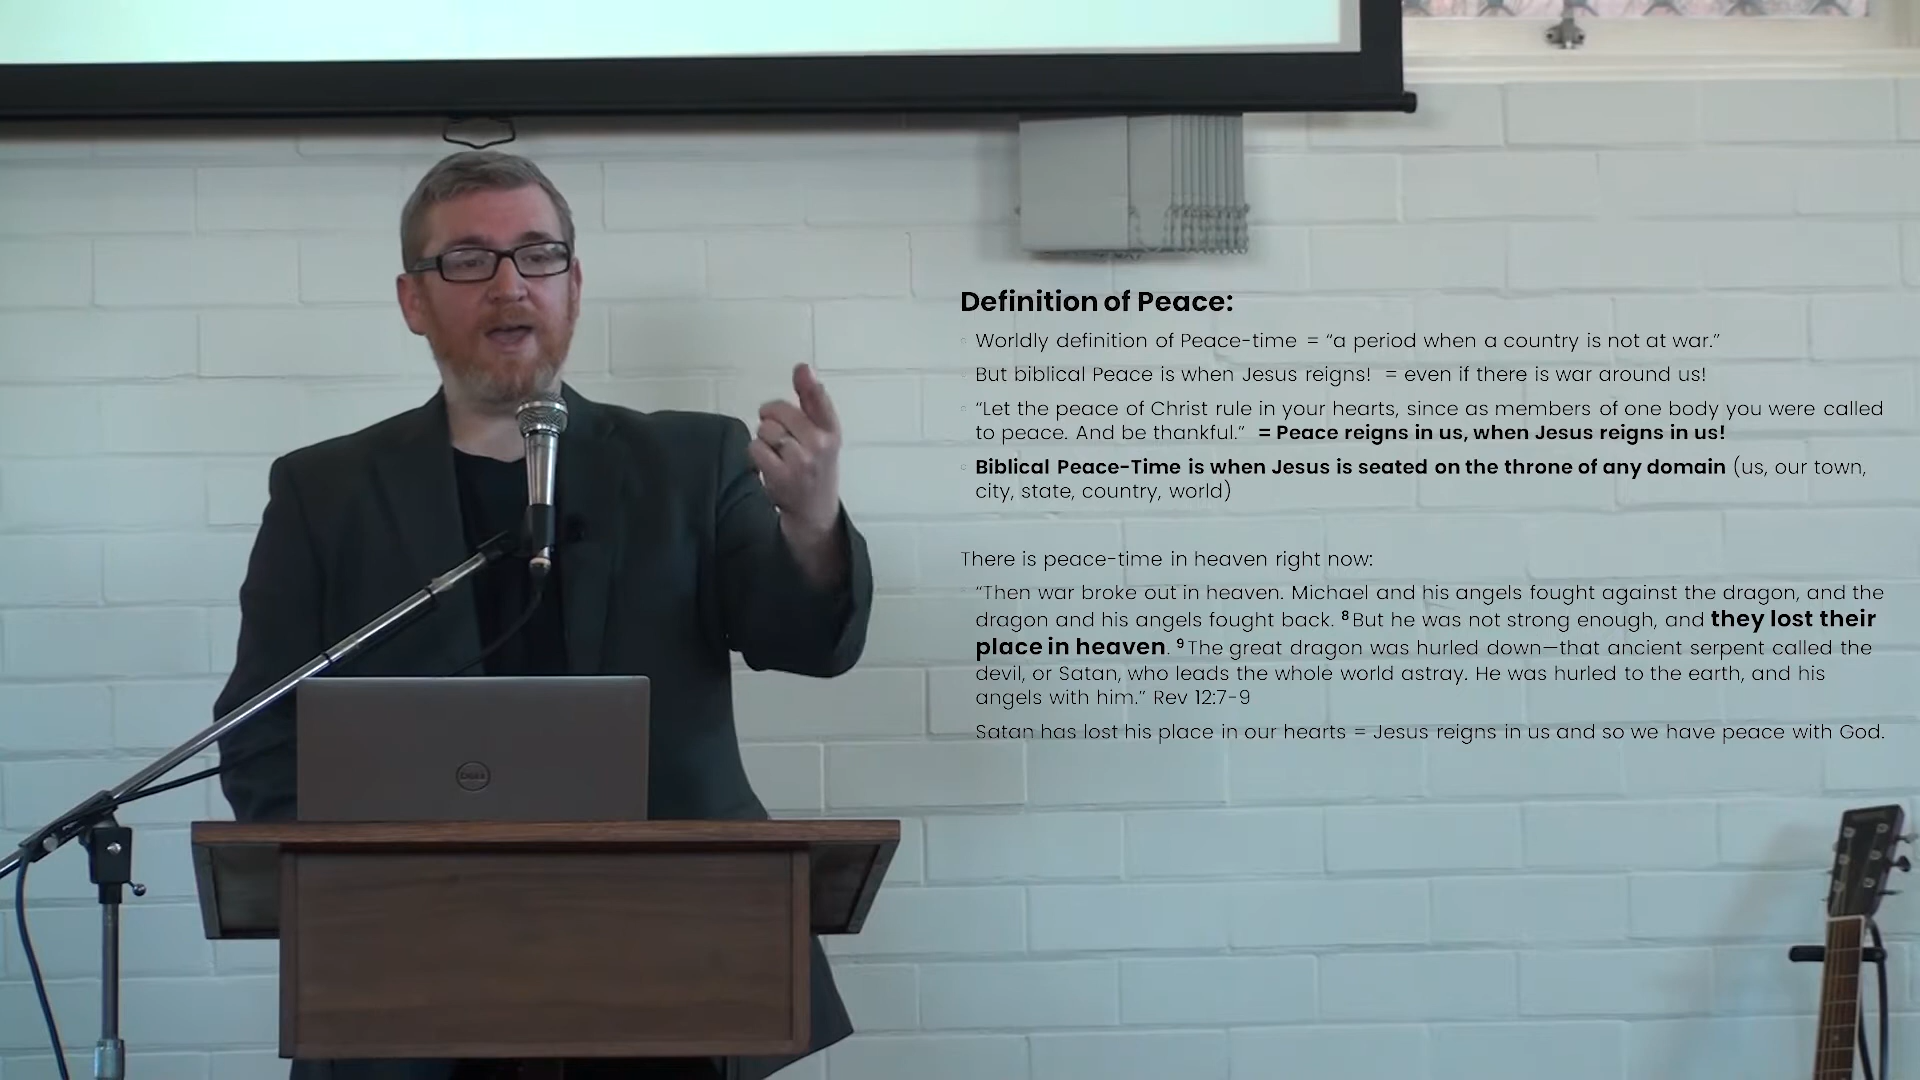 Definition of Peace:
Worldly definition of Peace-time = “a period when a country is not at war.”
But biblical Peace is when Jesus reigns! = even if there is war around us!
“Let the peace of Christ rule in your hearts, since as members of one body you were called
to peace. And be thankful.” = Peace reigns in us, when Jesus reigns in us!
Biblical Peace-Time is when Jesus is seated on the throne of any domain (us, our town,
city, state, country, world)
There is peace-time in heaven right now:
“Then war broke out in heaven. Michael and his angels fought against the dragon, and the
dragon and his angels fought back. 8 But he was not strong enough, and they lost their
place in heaven. 9 The great dragon was hurled down—that ancient serpent called the
devil, or Satan, who leads the whole world astray. He was hurled to the earth, and his
angels with him.” Rev 12:7-9
Satan has lost his place in our hearts = Jesus reigns in us and so we have peace with God.
DELL